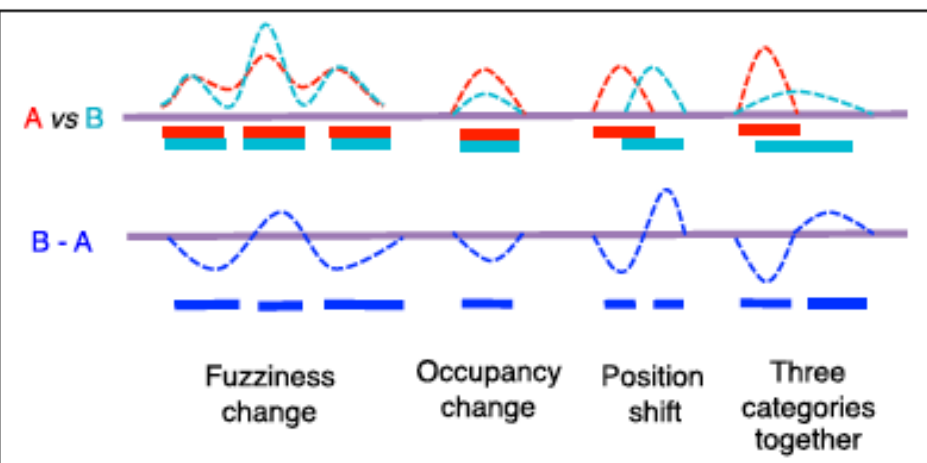 A vs B
B - A
Fuzziness
change
Occupancy
change
Position
shift
Three
categories
together